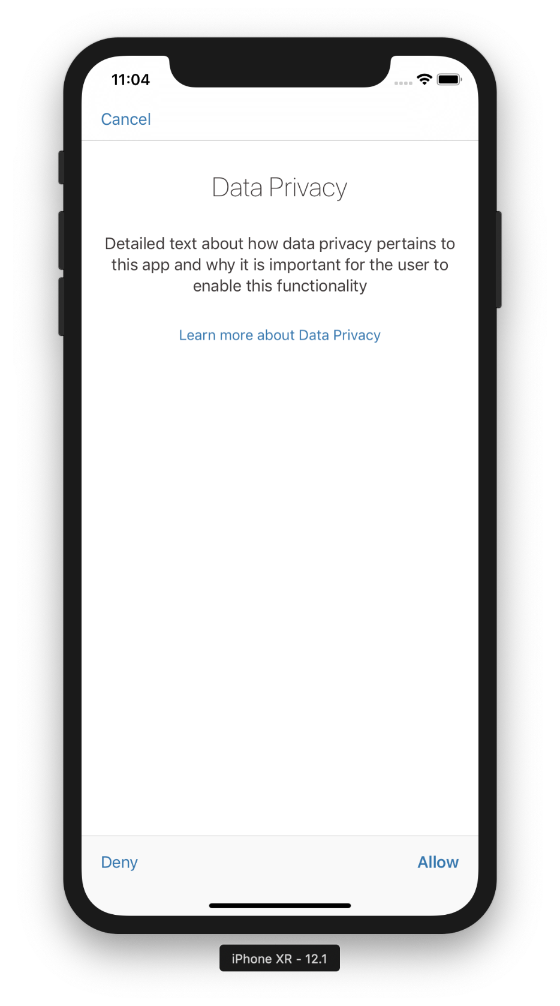 11:04
Cancel
Data Privacy
Detailed text about how data privacy pertains to
this app and why it is important for the user to
enable this functionality
Learn more about Data Privacy
Deny Allow
iPhone XR - 12.1